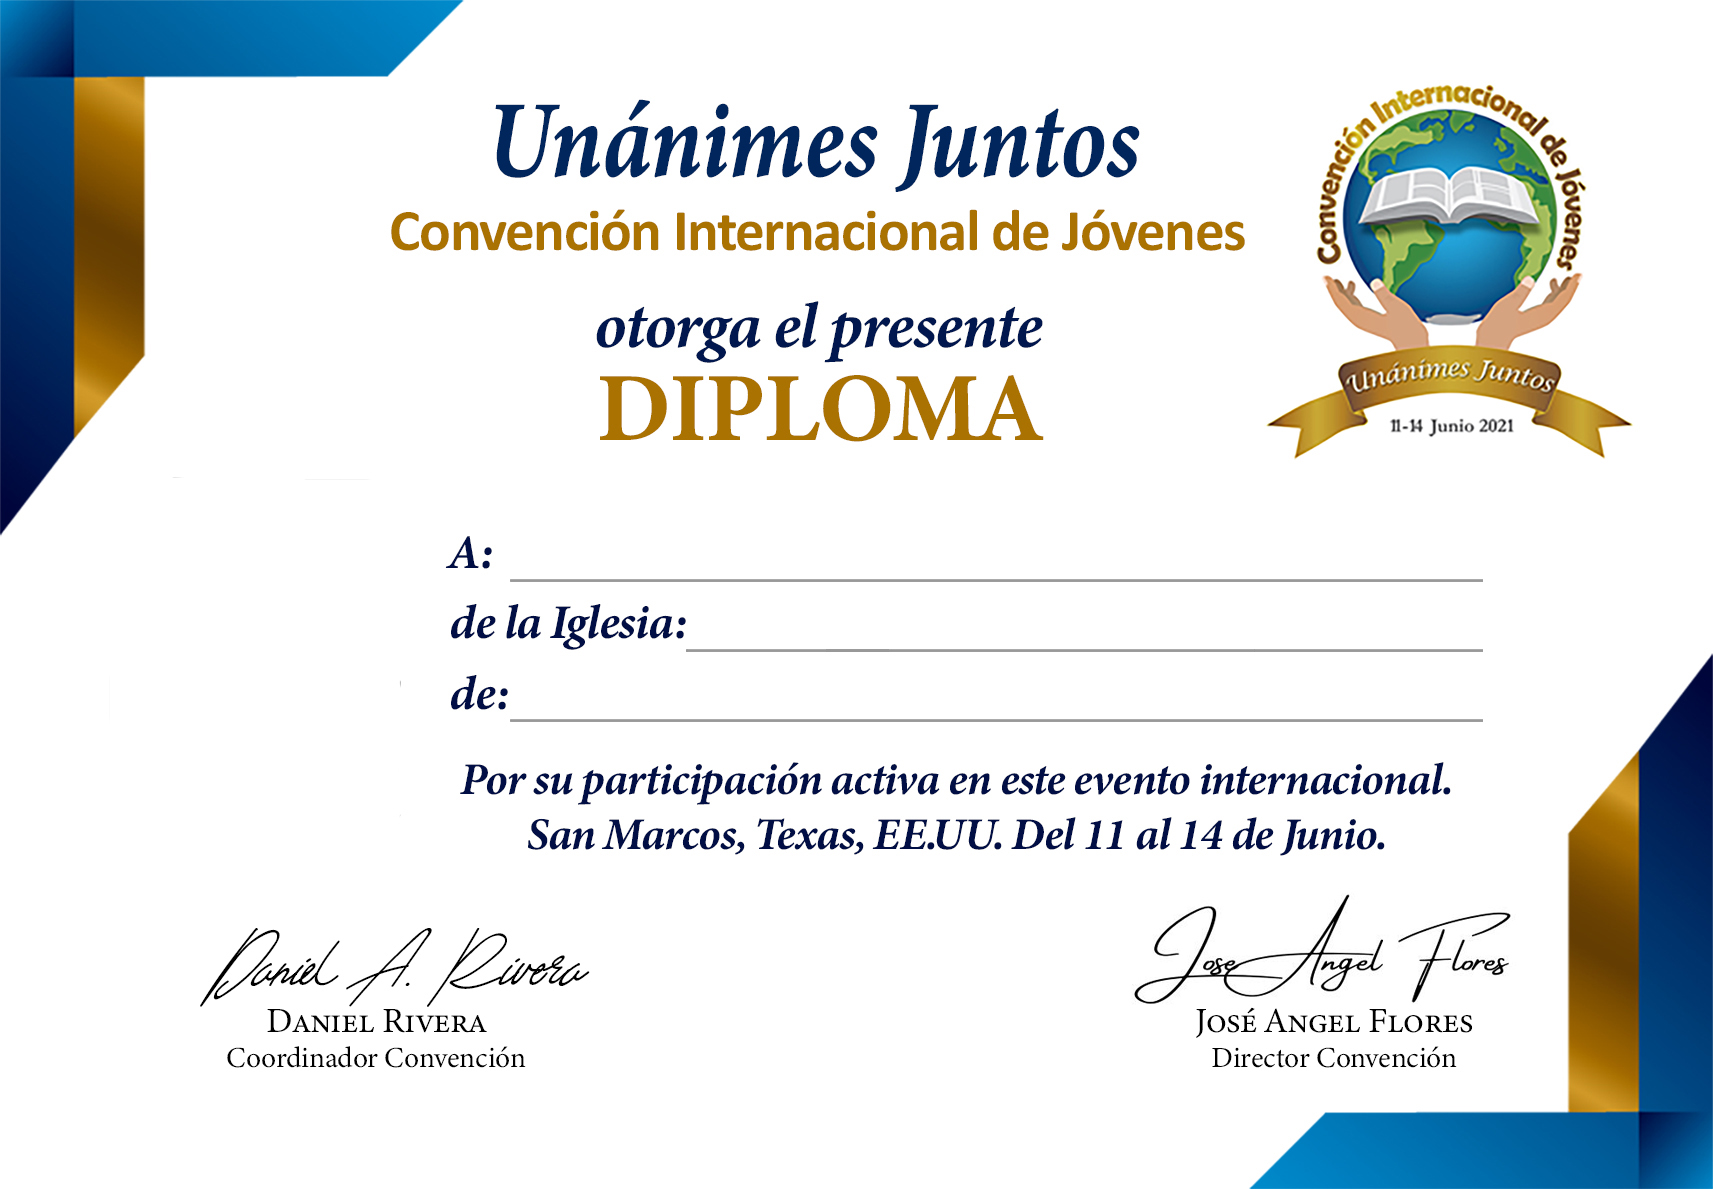 Unánimes Juntos
Convención Internacional de Jóvenes
otorga el presente
DIPLOMA
Convención Internacional de Jóvenes
Unánimes Juntos
11-14 Junio 2021
A:
de la Iglesia:
de:
Por su participación activa en este evento internacional.
San Marcos, Texas, EE.UU. Del 11 al 14 de Junio.
Daniel A. Rivera
DANIEL RIVERA
Coordinador Convención
Jose Angel Flores
JOSÉ ANGEL FLORES
Director Convención